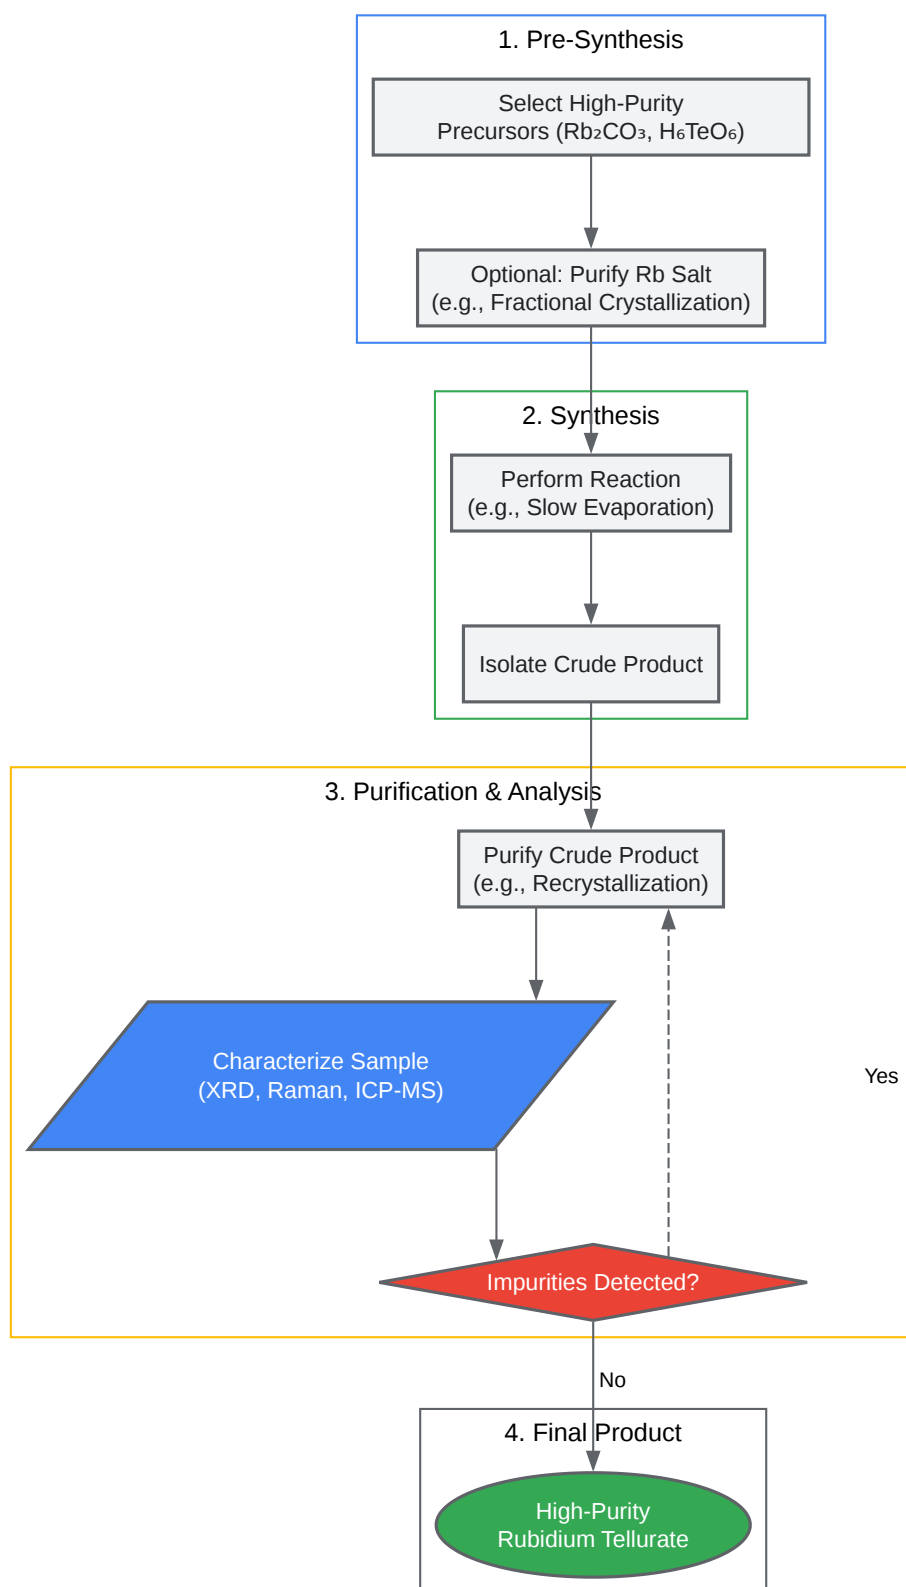 1. Pre-Synthesis
Select High-Purity
Precursors (Rb₂CO₃, H₆TeO₆)
Optional: Purify Rb Salt
(e.g., Fractional Crystallization)
2. Synthesis
Perform Reaction
(e.g., Slow Evaporation)
Isolate Crude Product
3. Purification & Analysis
Purify Crude Product
(e.g., Recrystallization)
Characterize Sample
(XRD, Raman, ICP-MS)
Yes
Impurities Detected?
No
4. Final Product
High-Purity
Rubidium Tellurate